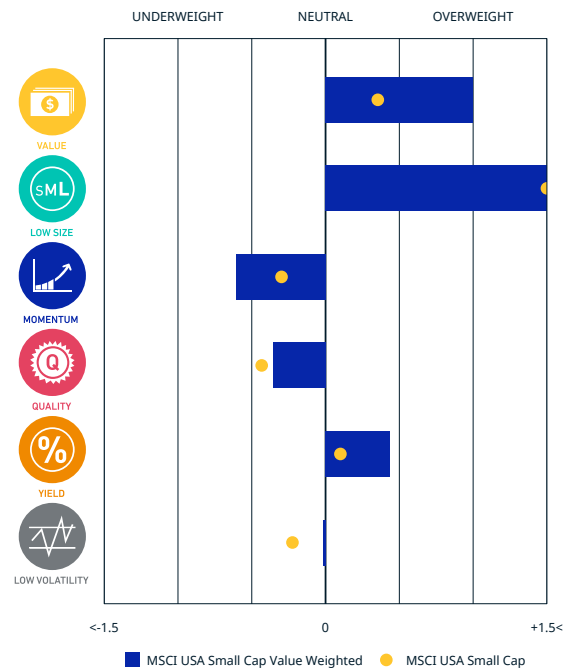 UNDERWEIGHT NEUTRAL OVERWEIGHT
$
VALUE
SML
LOW SIZE
MOMENTUM
Q
QUALITY
%
YIELD
LOW VOLATILITY
<-1.5 0 +1.5<
MSCI USA Small Cap Value Weighted MSCI USA Small Cap